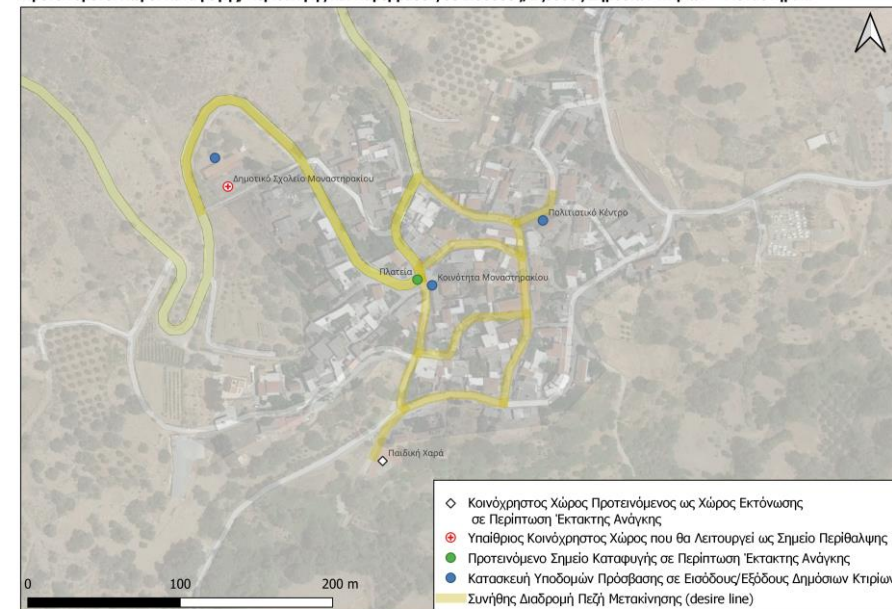 Δημοτικό Σχολείο Μοναστηρακίου
Πολιτιστικό Κέντρο
Πλατεία
Κοινότητα Μοναστηρακίου
Παιδική Χαρά
Κοινόχρηστος Χώρος Προτεινόμενος ως Χώρος Εκτόνωσης
σε Περίπτωση Έκτακτης Ανάγκης
Υπαίθριος Κοινόχρηστος Χώρος που θα Λειτουργεί ως Σημείο Περίθαλψης
Προτεινόμενο Σημείο Καταφυγής σε Περίπτωση Έκτακτης Ανάγκης
Κατασκευή Υποδομών Πρόσβασης σε Εισόδους/Εξόδους Δημόσιων Κτιρίων
Συνήθης Διαδρομή Πεζή Μετακίνησης (desire line)
0 100 200 m